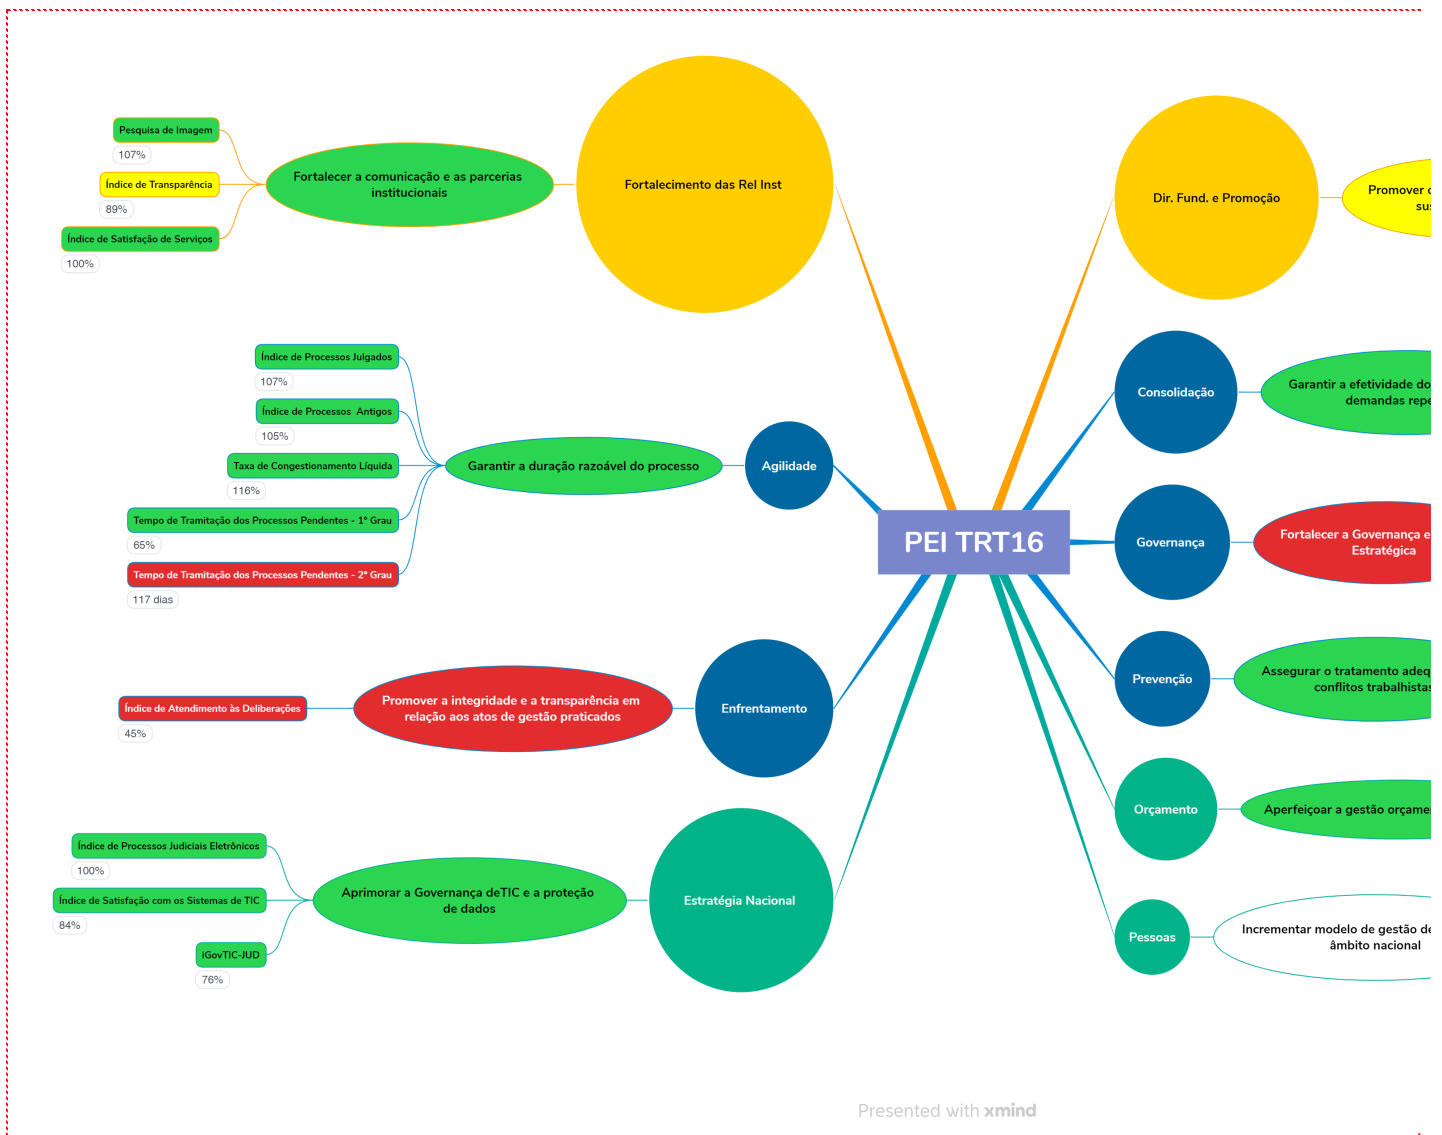 Pesquisa de Imagem
107%
Índice de Transparência
89%
Índice de Satisfação de Serviços
100%
Fortalecer a comunicação e as parcerias
institucionais
Fortalecimento das Rel Inst
Índice de Processos Julgados
107%
Índice de Processos Antigos
105%
Taxa de Congestionamento Líquida
116%
Tempo de Tramitação dos Processos Pendentes - 1º Grau
65%
Tempo de Tramitação dos Processos Pendentes - 2º Grau
117 dias
Garantir a duração razoável do processo
Agilidade
Índice de Atendimento às Deliberações
45%
Promover a integridade e a transparência em
relação aos atos de gestão praticados
Enfrentamento
Índice de Processos Judiciais Eletrônicos
100%
Índice de Satisfação com os Sistemas de TIC
84%
iGovTIC-JUD
76%
Aprimorar a Governança deTIC e a proteção
de dados
Estratégia Nacional
PEI TRT16
Dir. Fund. e Promoção
Promover
Consolidação
Garantir a efetividade do
demandas
Governança
Fortalecer a Governança e
Estratégica
Prevenção
Assegurar o tratamento
conflitos trabalhistas
Orçamento
Aperfeiçoar a gestão
Pessoas
Incrementar modelo de gestão de
âmbito nacional
Presented with xmind